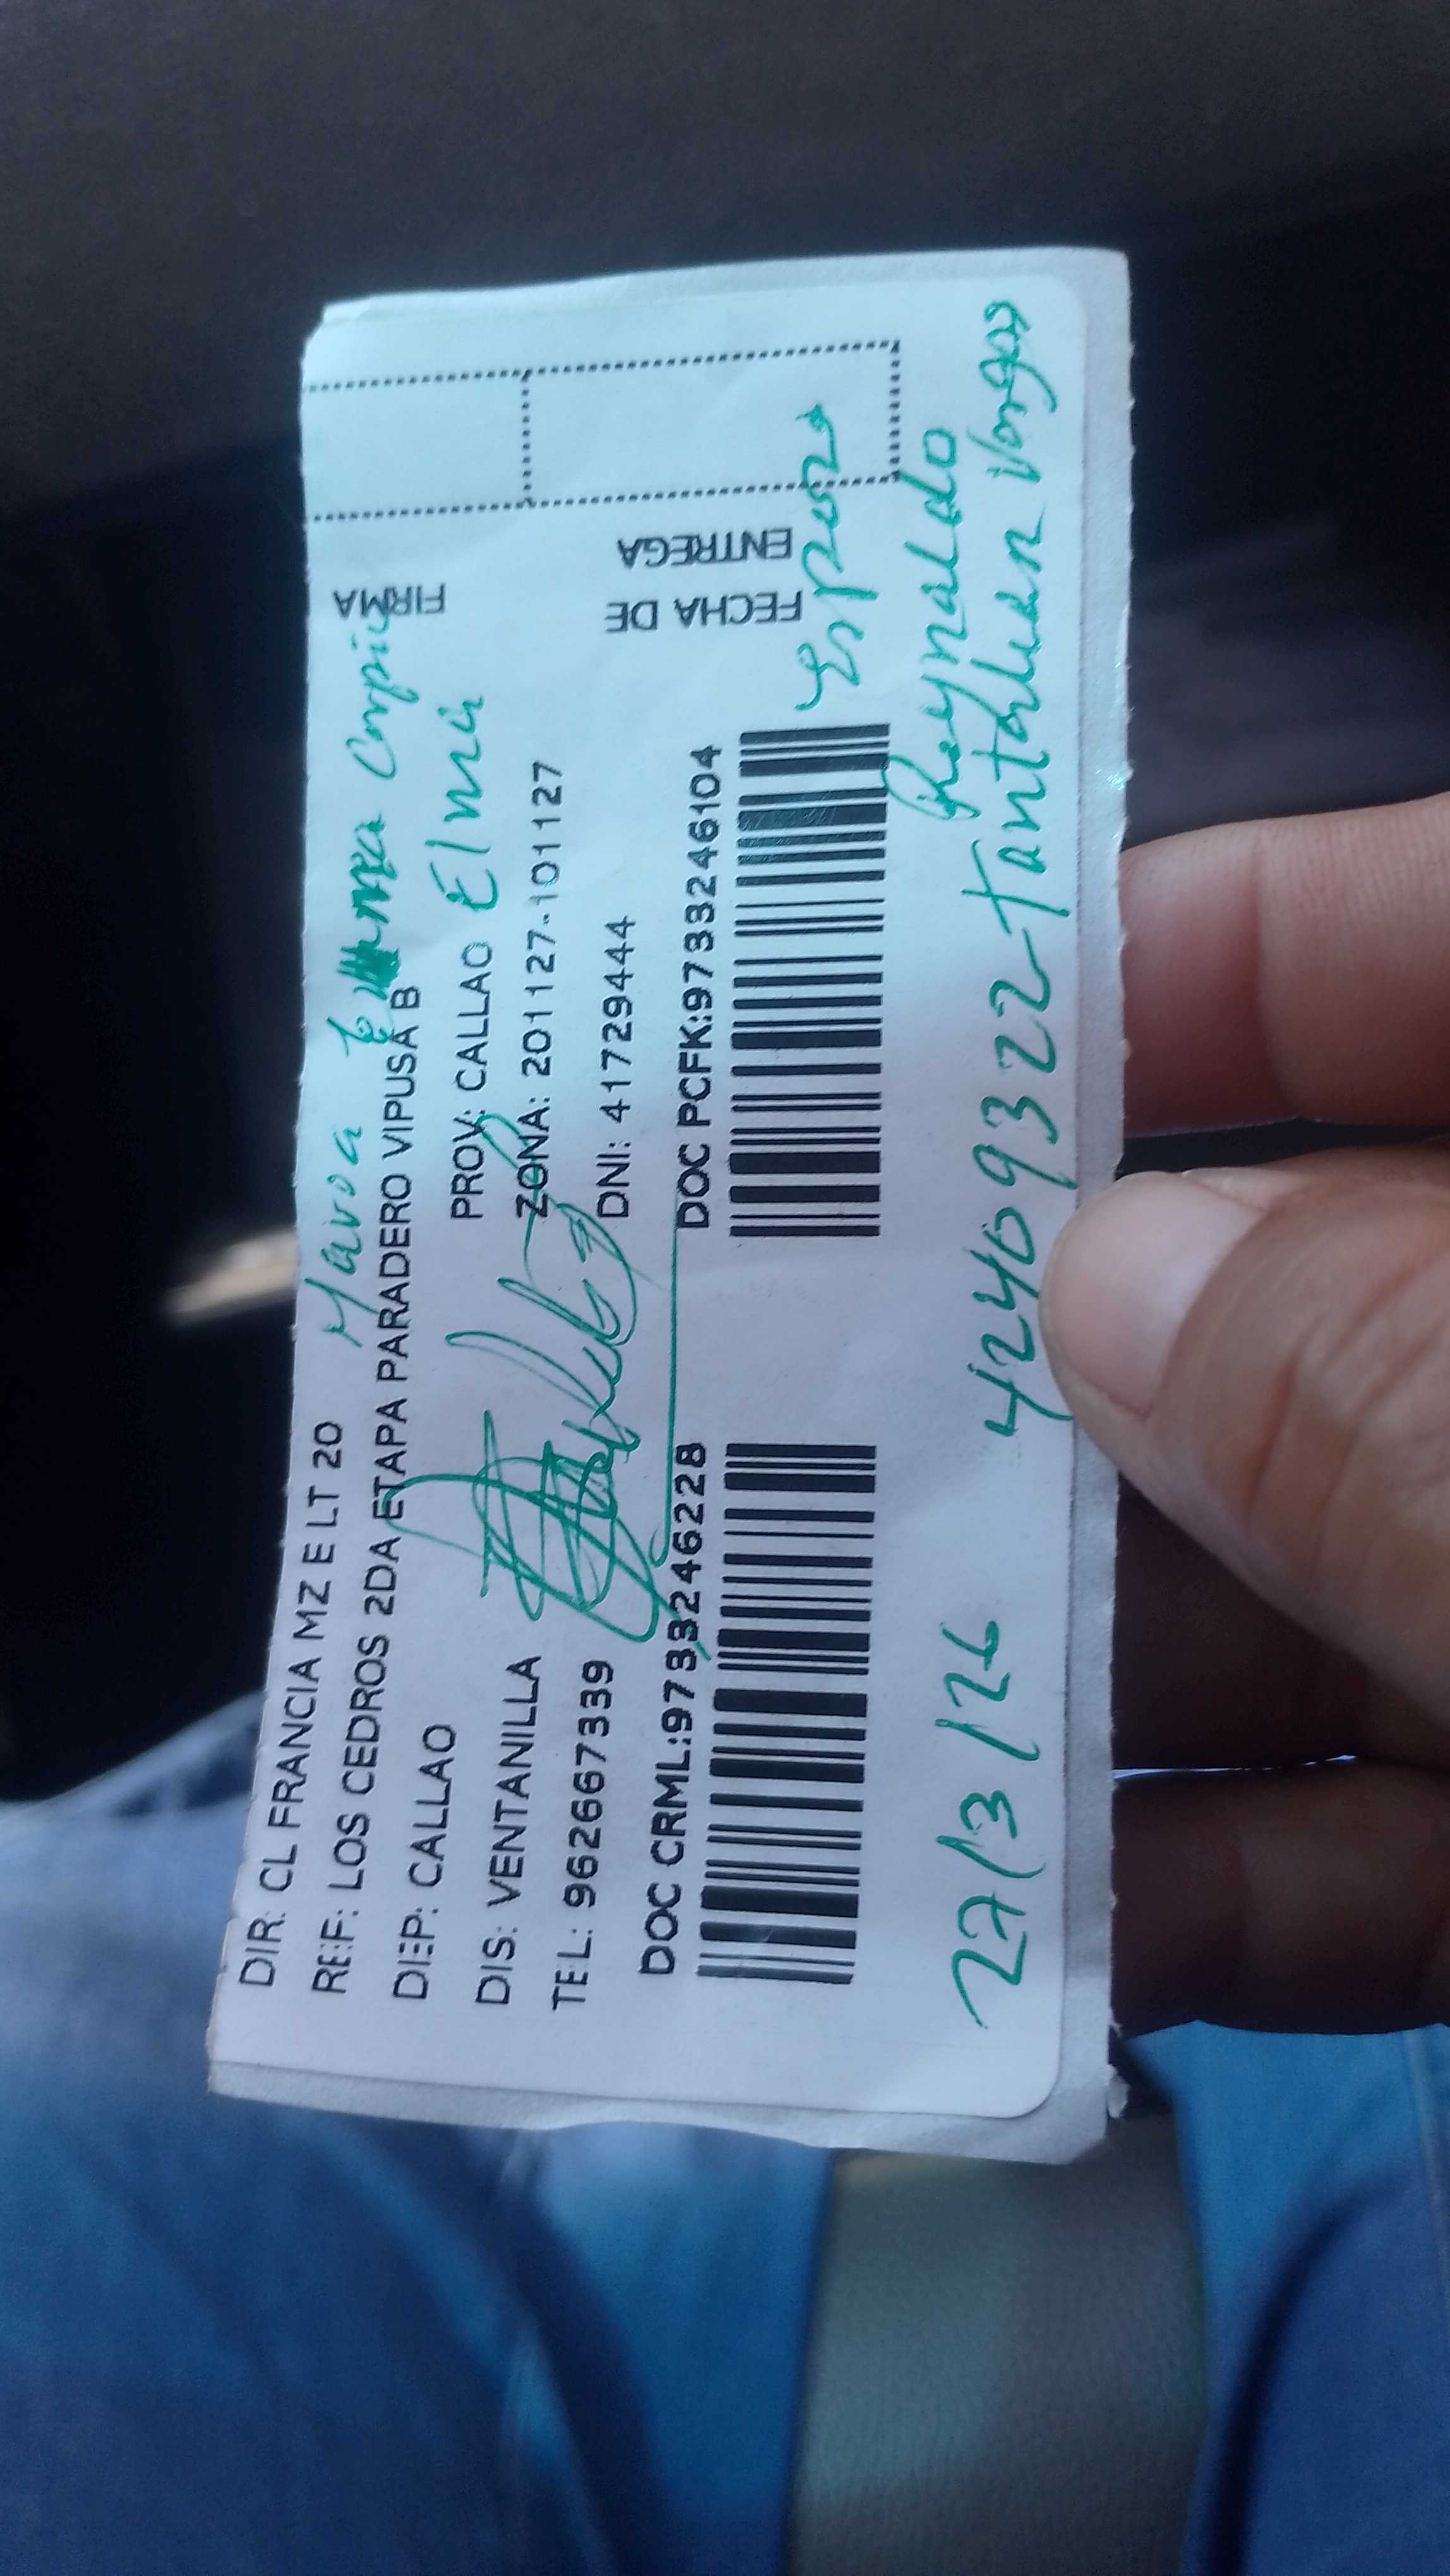 DIR: CL FRANCIA MZ E LT 20
REF: LOS CEDROS 2DA ETAPA PARADERO VIPUSA B
DEP: CALLAO
PROV: CALLAO
Elmú
DIS: VENTANILLA
ZONA: 201127-101127
TEL: 962667339
DNI: 41729444
DOC CRML:9733246228
DOC PCFK:9733246104
FIRMA
FECHA DE
ENTREGA
Esposo
Reynaldo
27/3/26 42409322 Tantalean Vargas